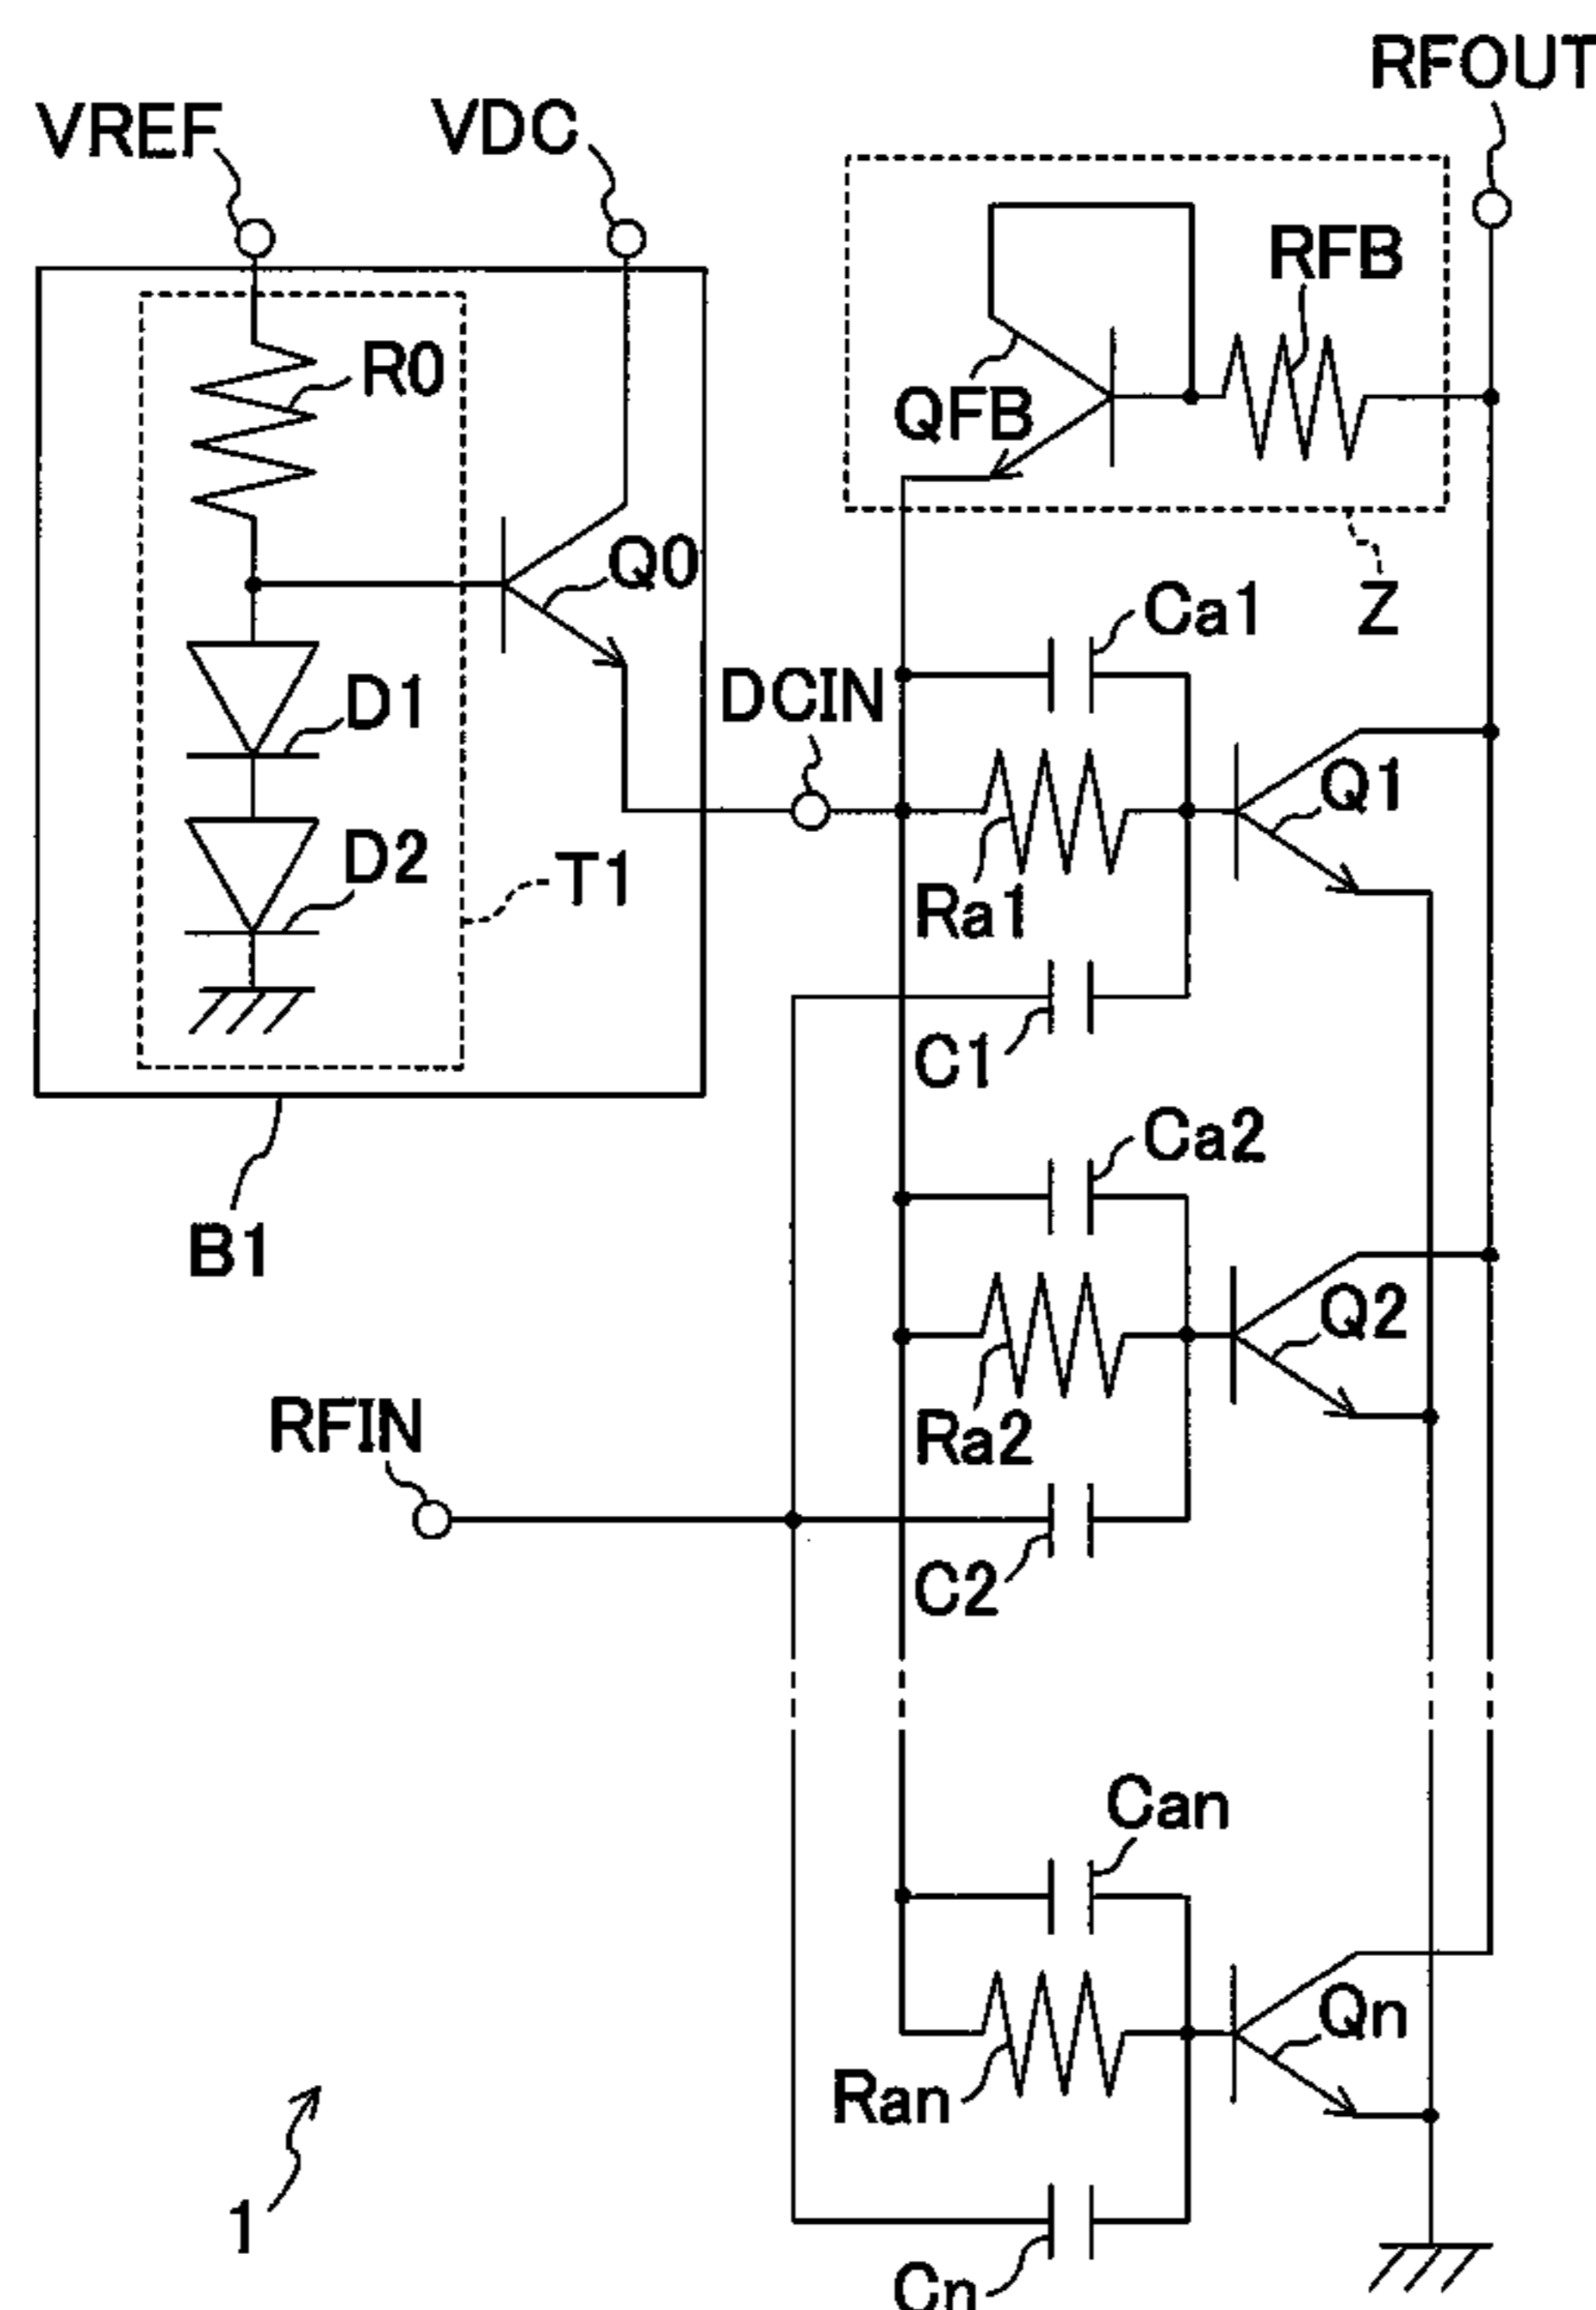 RFOUT
VREF
VDC
RFB
R0
QFB
Q0
Z
Ca1
DCIN
D1
Q1
D2
T1
Ra1
C1
Ca2
B1
Q2
RFIN
Ra2
C2
Can
Qn
Ran
1
Cn